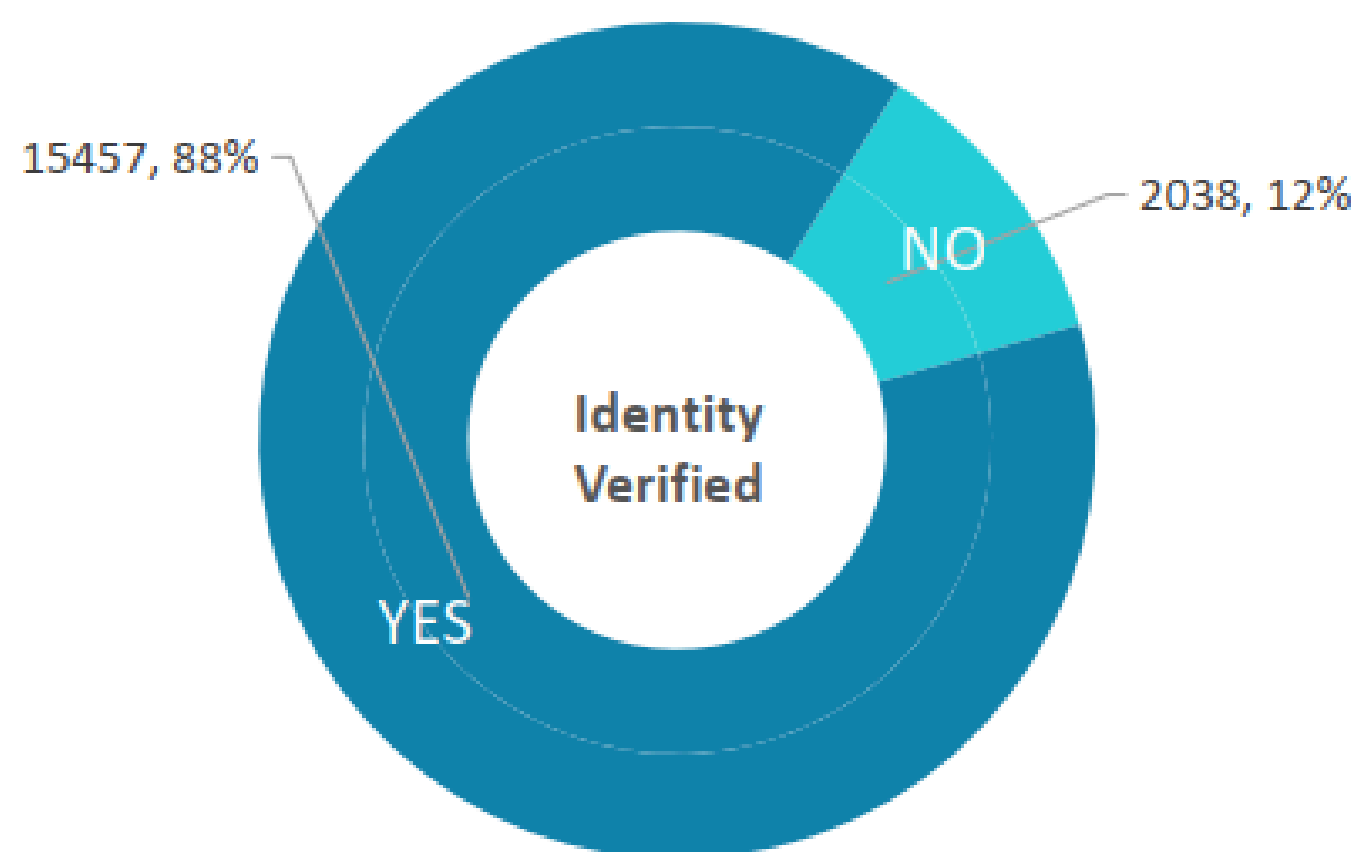 15457, 88%
2038, 12%
NO
Identity
Verified
YES